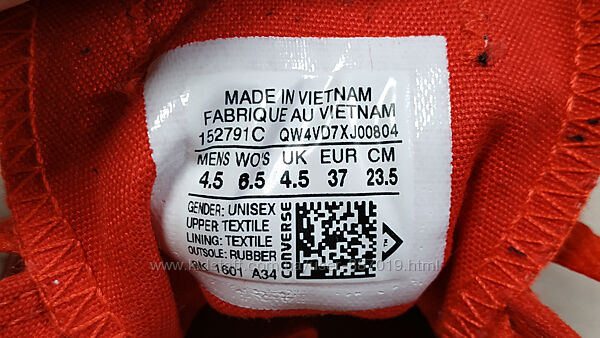 MADE IN VIETNAM
FABRIQUE AU VIETNAM
152791C QW4VD7XJ00804
MENS WO'S UK EUR CM
4.5 6.5 4.5 37 23.5
GENDER: UNISEX
UPPER: TEXTILE
LINING: TEXTILE
OUTSOLE: RUBBER
1601 A34
CONVERSE